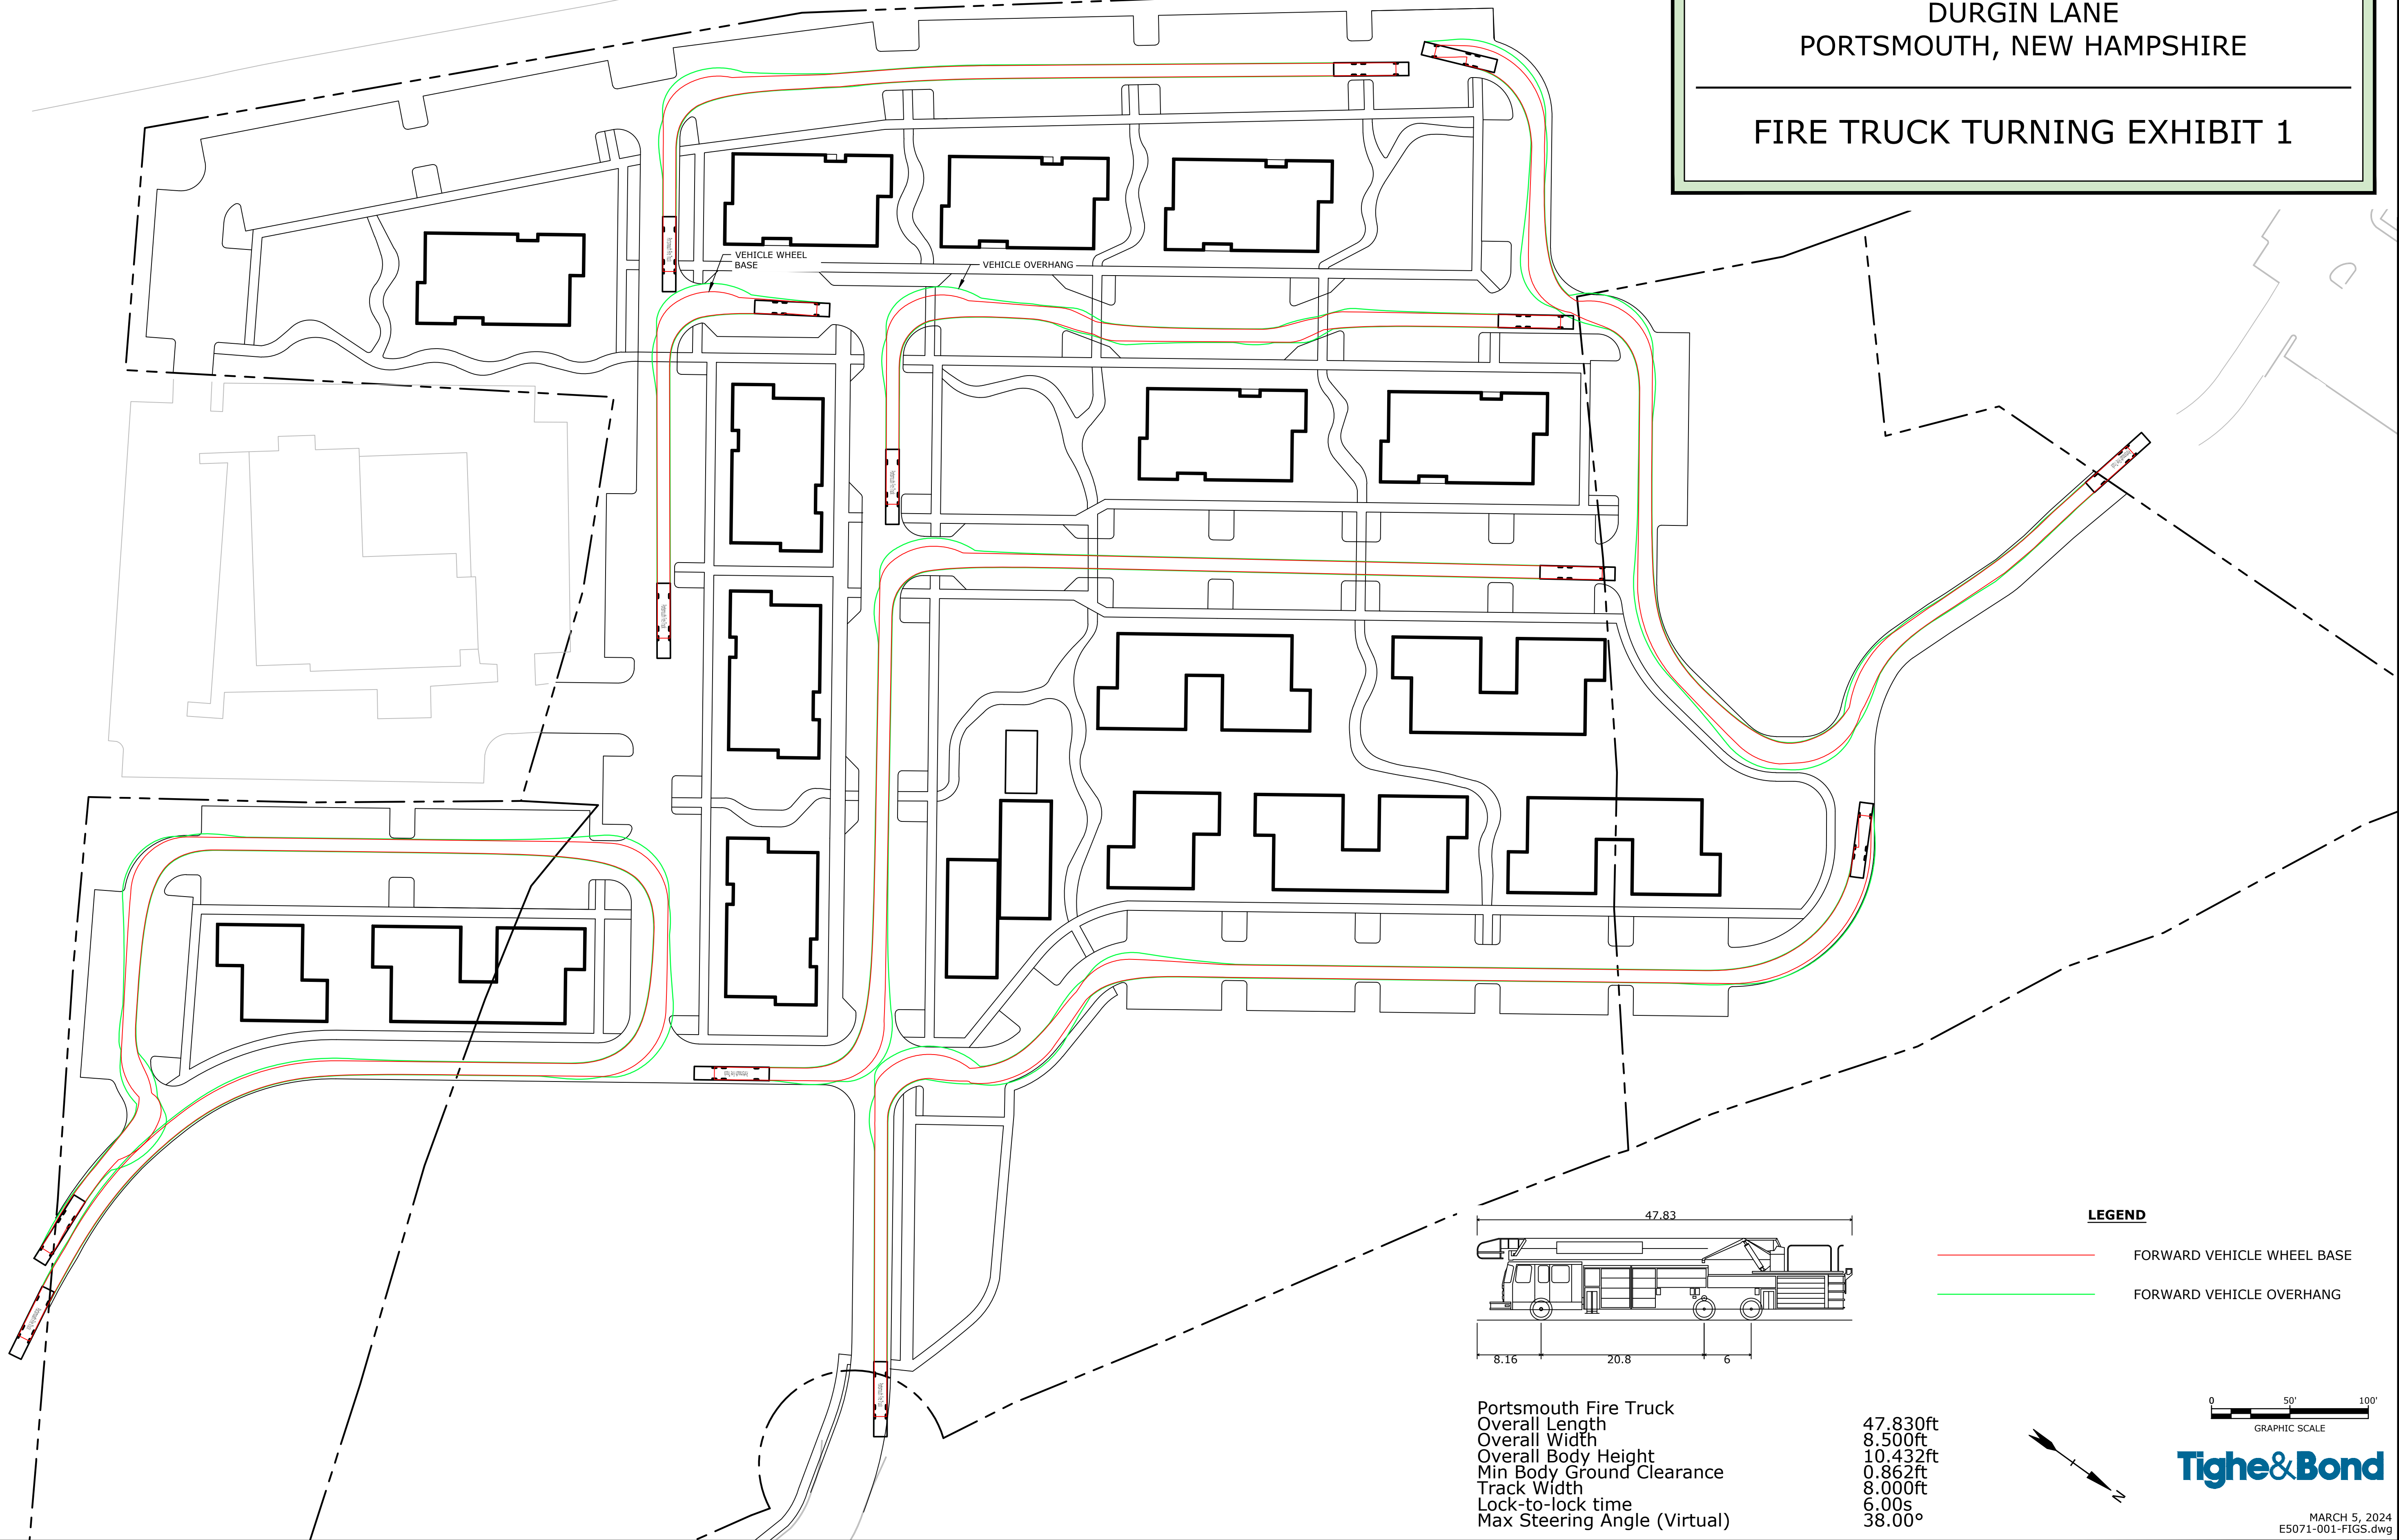 DURGIN LANE
PORTSMOUTH, NEW HAMPSHIRE
FIRE TRUCK TURNING EXHIBIT 1
VEHICLE WHEEL
BASE
VEHICLE OVERHANG
47.83
8.16
20.8
6
LEGEND
FORWARD VEHICLE WHEEL BASE
FORWARD VEHICLE OVERHANG
Portsmouth Fire Truck
Overall Length 47.830ft
Overall Width 8.500ft
Overall Body Height 10.432ft
Min Body Ground Clearance 0.862ft
Track Width 8.000ft
Lock-to-lock time 6.00s
Max Steering Angle (Virtual) 38.00°
N
0 50' 100'
GRAPHIC SCALE
Tighe&Bond
MARCH 5, 2024
E5071-001-FIGS.dwg